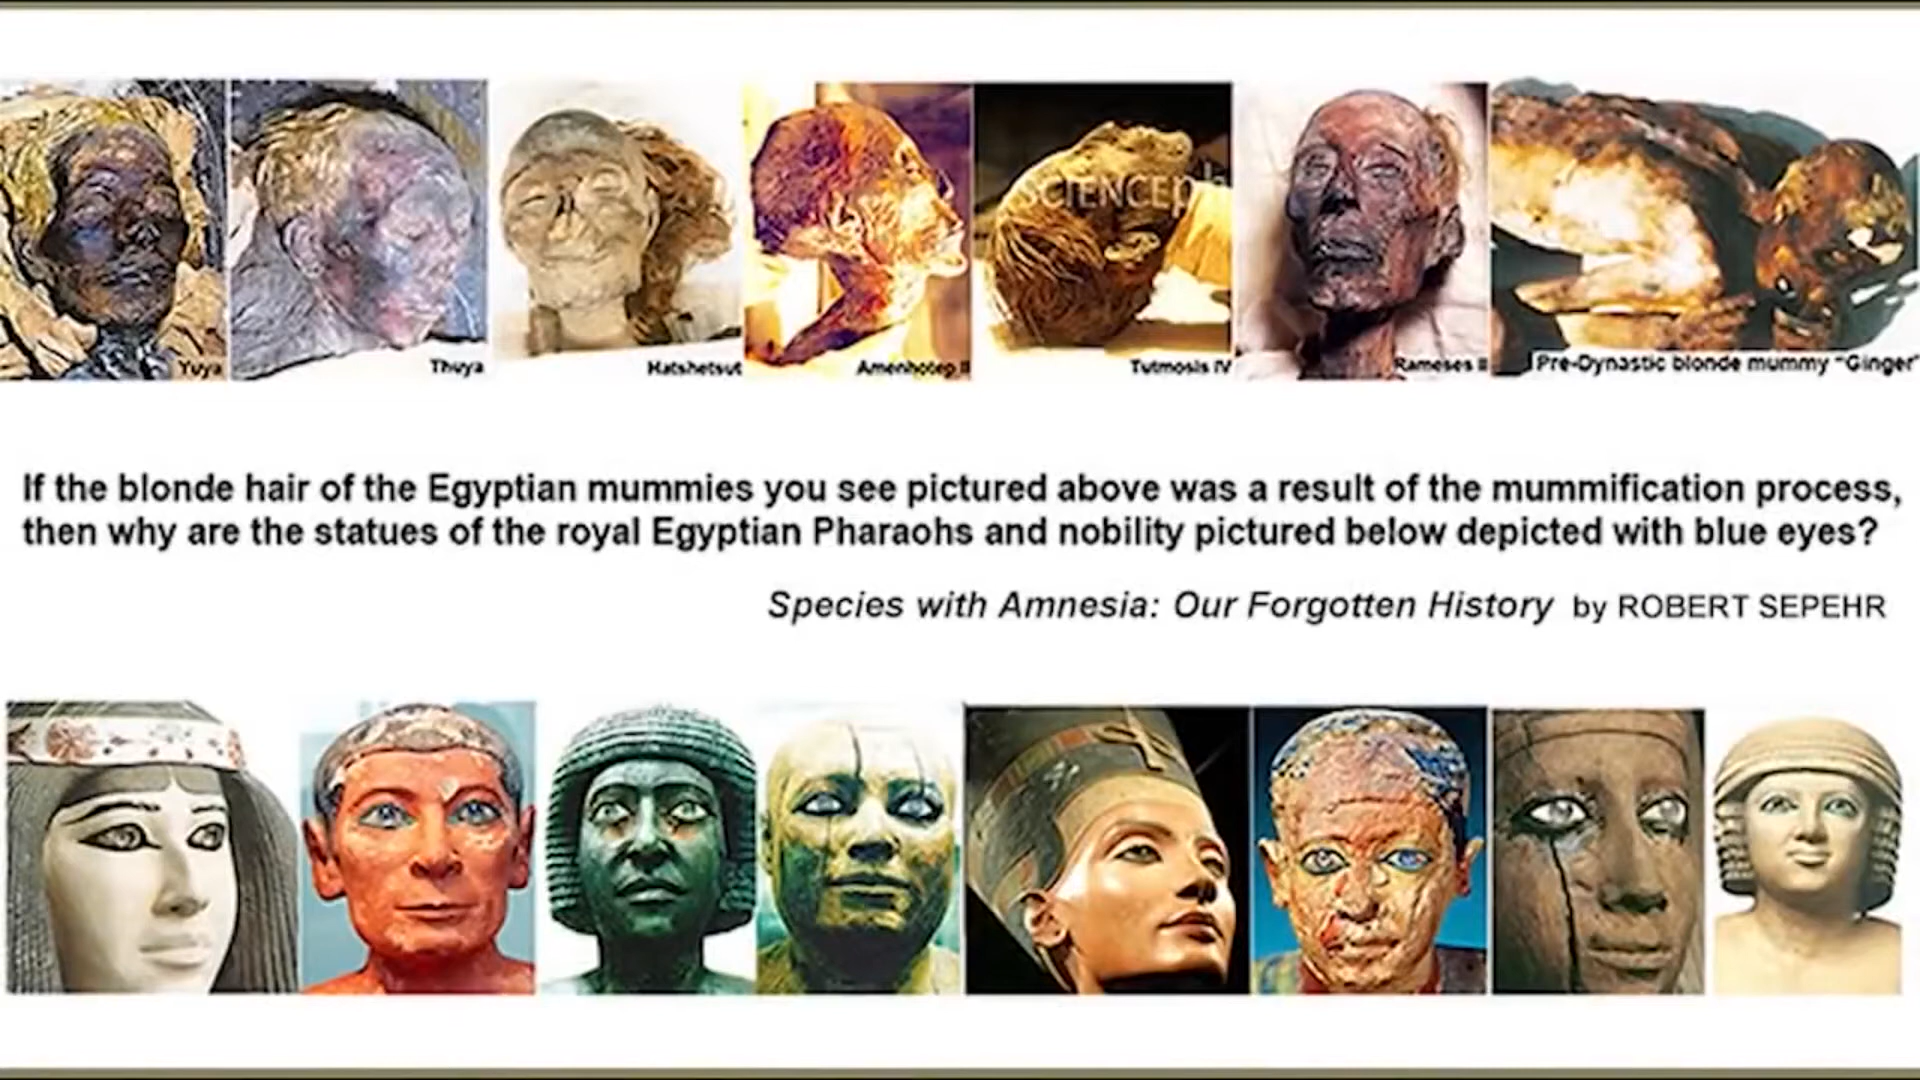 SCIENCEph
Yuya
Thuya
Hatshetsut
Amenhotep II
Tutmosis IV
Rameses II
Pre-Dynastic blonde mummy "Ginger"
If the blonde hair of the Egyptian mummies you see pictured above was a result of the mummification process,
then why are the statues of the royal Egyptian Pharaohs and nobility pictured below depicted with blue eyes?
Species with Amnesia: Our Forgotten History by ROBERT SEPEHR